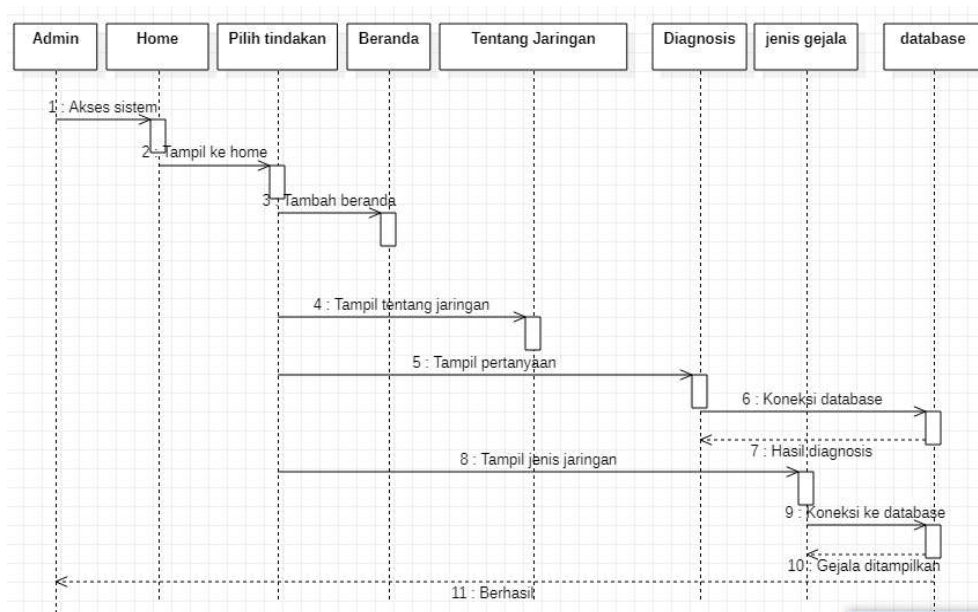 Admin
Home
Pilih tindakan
Beranda
Tentang Jaringan
Diagnosis
jenis gejala
database
1 : Akses sistem
2 : Tampil ke home
3 : Tambah beranda
4 : Tampil tentang jaringan
5 : Tampil pertanyaan
6 : Koneksi database
7 : Hasil diagnosis
8 : Tampil jenis jaringan
9 : Koneksi ke database
10 : Gejala ditampilkan
11 : Berhasil